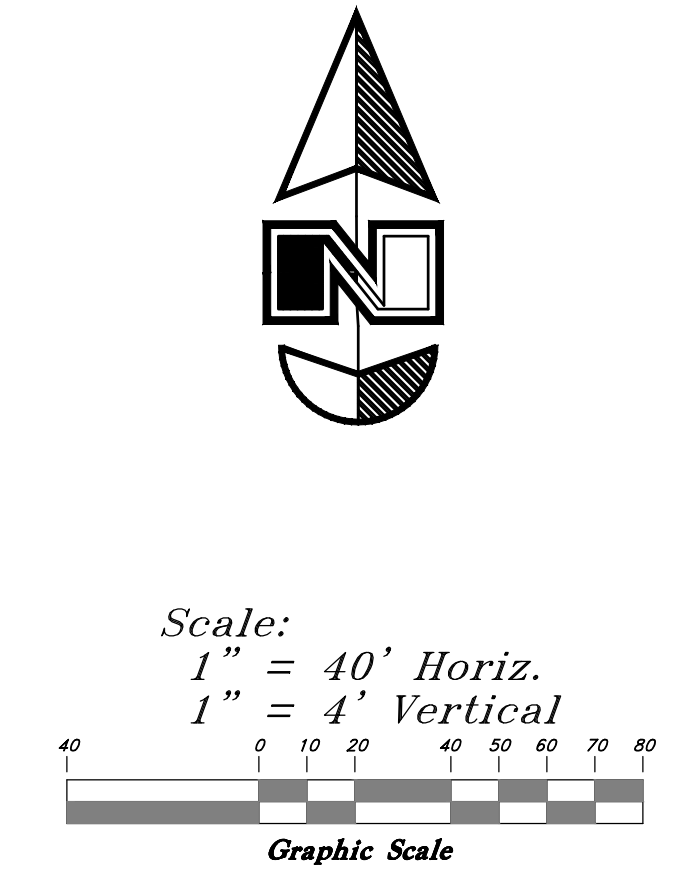 N
Scale:
1" = 40' Horiz.
1" = 4' Vertical
40 0 10 20 40 50 60 70 80
Graphic Scale